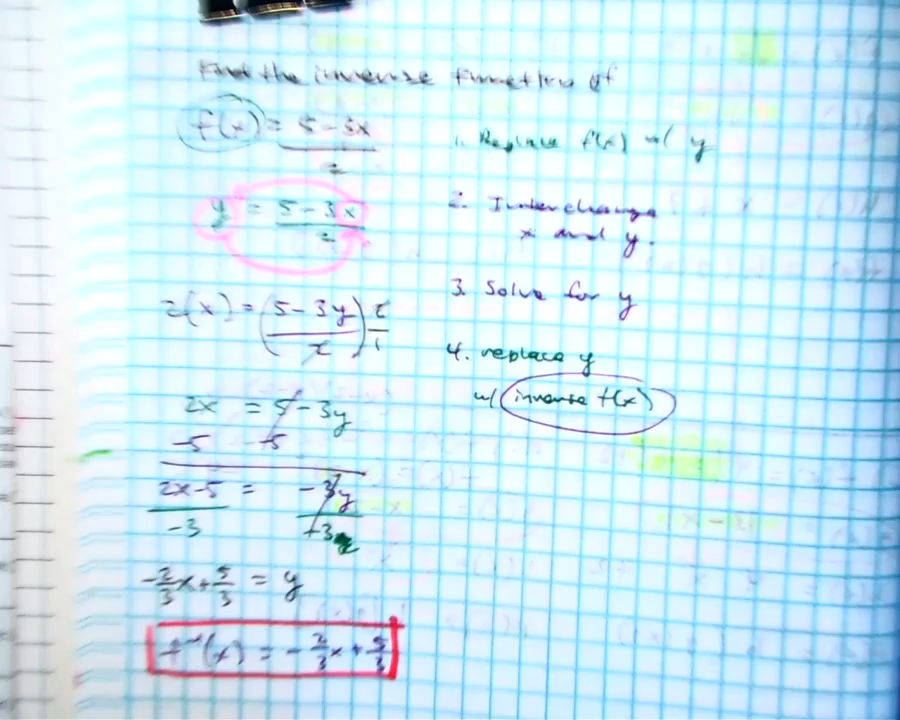 Find the inverse function of
f(x) = 5 - 3x
2
y = 5 - 3x
2
2(x) = (5 - 3y / 2) 2/1
2x = 5 - 3y
-5 -5
2x - 5 = -3y
-3 -3
-2/3x + 5/3 = y
f⁻¹(x) = -2/3x + 5/3
1. Replace f(x) w/ y
2. Interchange
x and y.
3. Solve for y
4. replace y
w/ inverse f(x)